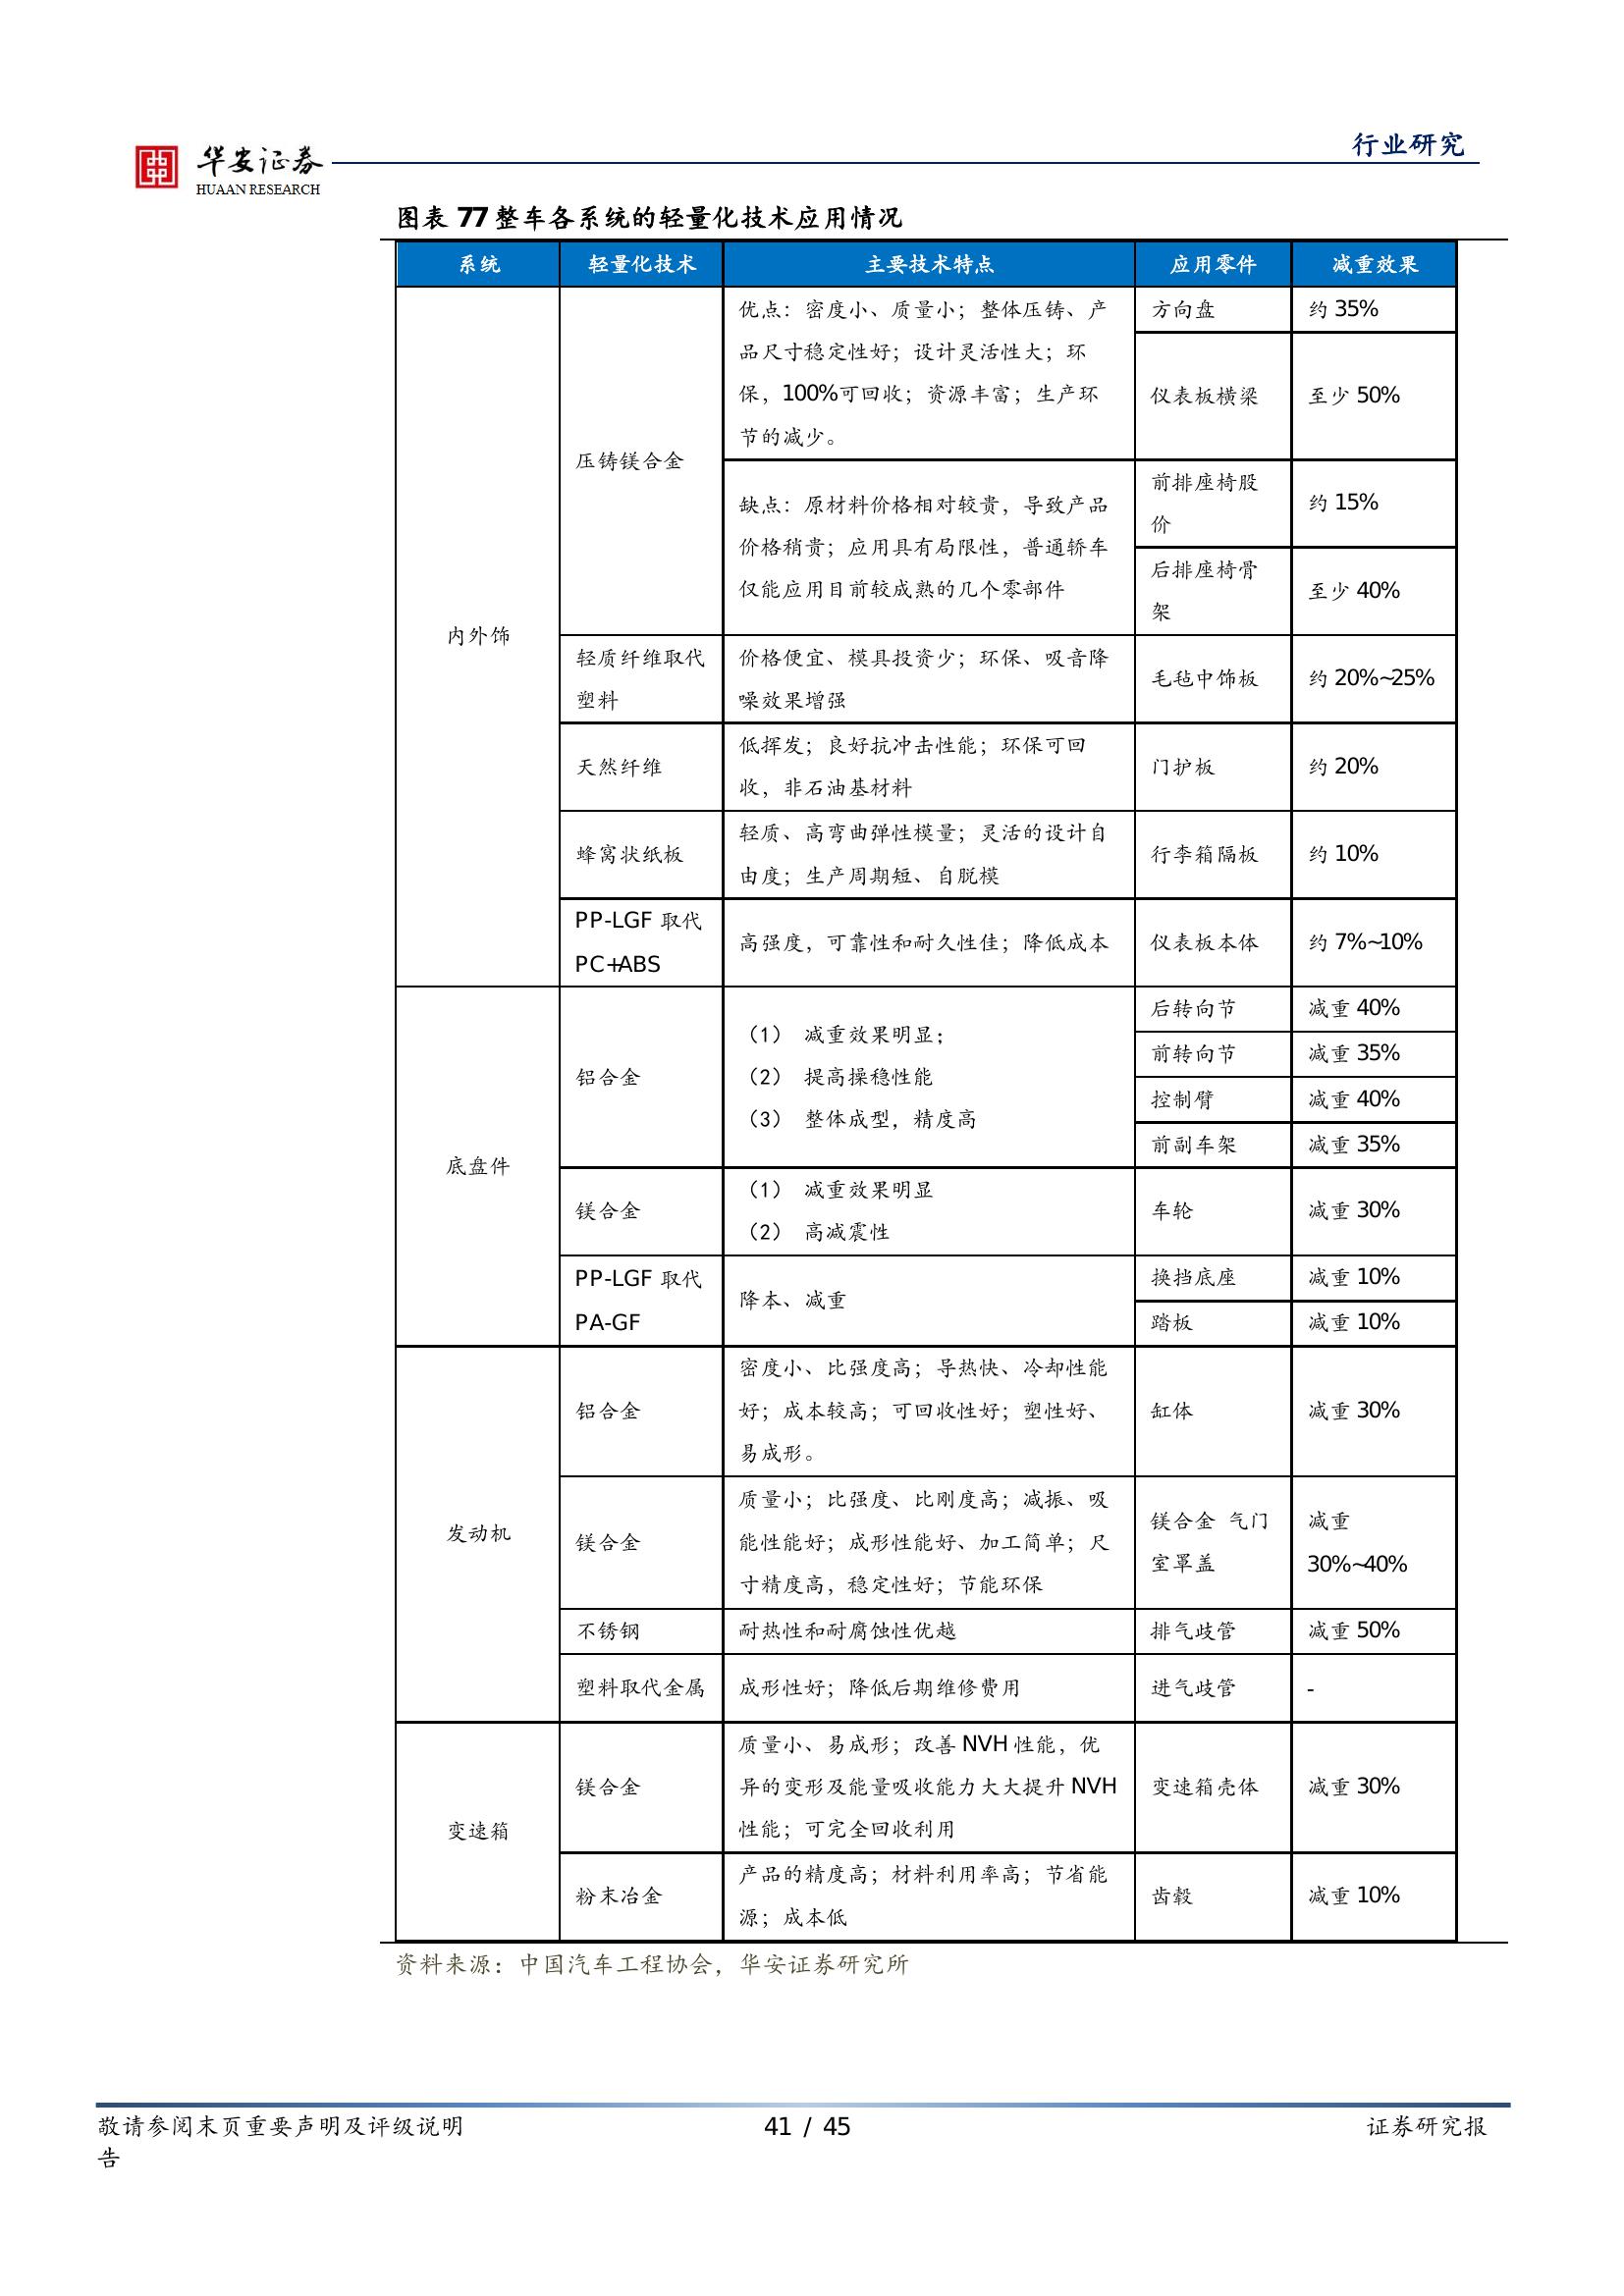 行业研究
华安证券
HUAAN RESEARCH
图表 77 整车各系统的轻量化技术应用情况
系统 轻量化技术 主要技术特点 应用零件 减重效果
内外饰
压铸镁合金
优点：密度小、质量小；整体压铸、产
品尺寸稳定性好；设计灵活性大；环
保，100%可回收；资源丰富；生产环
节的减少。
方向盘 约 35%
仪表板横梁 至少 50%
缺点：原材料价格相对较贵，导致产品
价格稍贵；应用具有局限性，普通轿车
仅能应用目前较成熟的几个零部件
前排座椅股
价
约 15%
后排座椅骨
架
至少 40%
轻质纤维取代
塑料
价格便宜、模具投资少；环保、吸音降
噪效果增强
毛毡中饰板 约 20%~25%
天然纤维
低挥发；良好抗冲击性能；环保可回
收，非石油基材料
门护板 约 20%
蜂窝状纸板
轻质、高弯曲弹性模量；灵活的设计自
由度；生产周期短、自脱模
行李箱隔板 约 10%
PP-LGF 取代
PC+ABS
高强度，可靠性和耐久性佳；降低成本
仪表板本体 约 7%~10%
底盘件
铝合金
（1） 减重效果明显；
（2） 提高操稳性能
（3） 整体成型，精度高
后转向节 减重 40%
前转向节 减重 35%
控制臂 减重 40%
前副车架 减重 35%
镁合金
（1） 减重效果明显
（2） 高减震性
车轮 减重 30%
PP-LGF 取代
PA-GF
降本、减重
换挡底座 减重 10%
踏板 减重 10%
发动机
铝合金
密度小、比强度高；导热快、冷却性能
好；成本较高；可回收性好；塑性好、
易成形。
缸体 减重 30%
镁合金
质量小；比强度、比刚度高；减振、吸
能性能好；成形性能好、加工简单；尺
寸精度高，稳定性好；节能环保
镁合金 气门
室罩盖
减重
30%~40%
不锈钢 耐热性和耐腐蚀性优越 排气歧管 减重 50%
塑料取代金属 成形性好；降低后期维修费用 进气歧管 -
变速箱
镁合金
质量小、易成形；改善 NVH 性能，优
异的变形及能量吸收能力大大提升 NVH
性能；可完全回收利用
变速箱壳体 减重 30%
粉末冶金
产品的精度高；材料利用率高；节省能
源；成本低
齿毂 减重 10%
资料来源：中国汽车工程协会，华安证券研究所
敬请参阅末页重要声明及评级说明 41 / 45 证券研究报
告